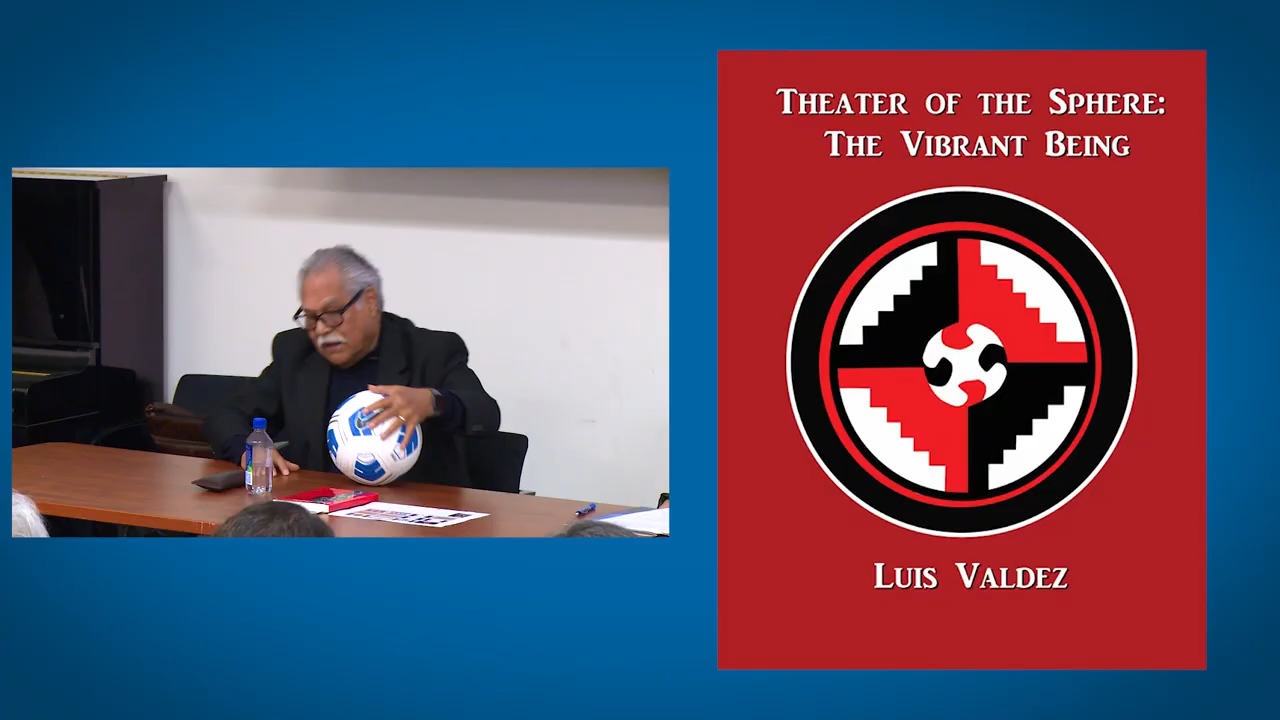 THEATER OF THE SPHERE:
THE VIBRANT BEING
LUIS VALDEZ